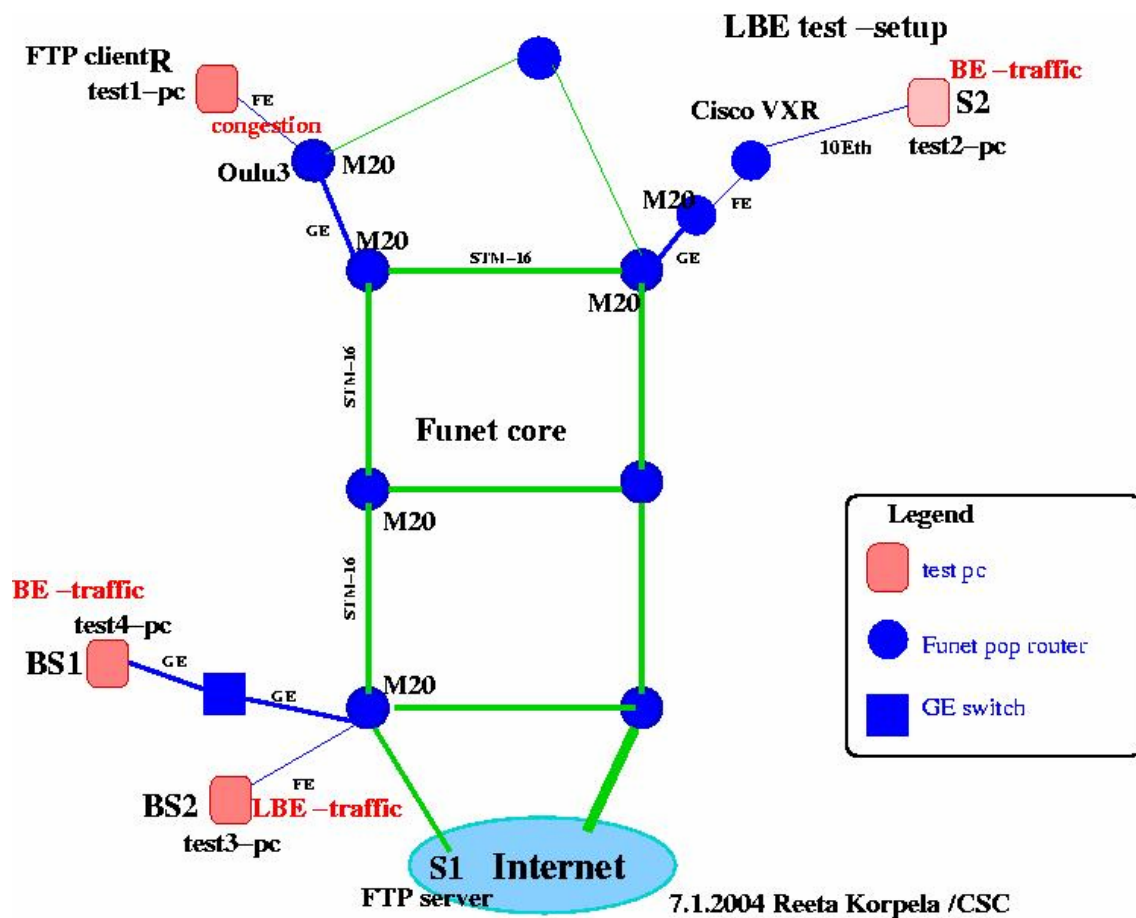 LBE test –setup
FTP client R
test1–pc
FE
congestion
Oulu3
M20
BE –traffic
S2
test2–pc
Cisco VXR
10Eth
M20
FE
GE
GE
M20
STM–16
M20
STM–16
Funet core
M20
STM–16
BE –traffic
test4–pc
BS1
GE
GE
M20
FE
BS2
LBE –traffic
test3–pc
S1 Internet
FTP server
Legend
test pc
Funet pop router
GE switch
7.1.2004 Reeta Korpela /CSC